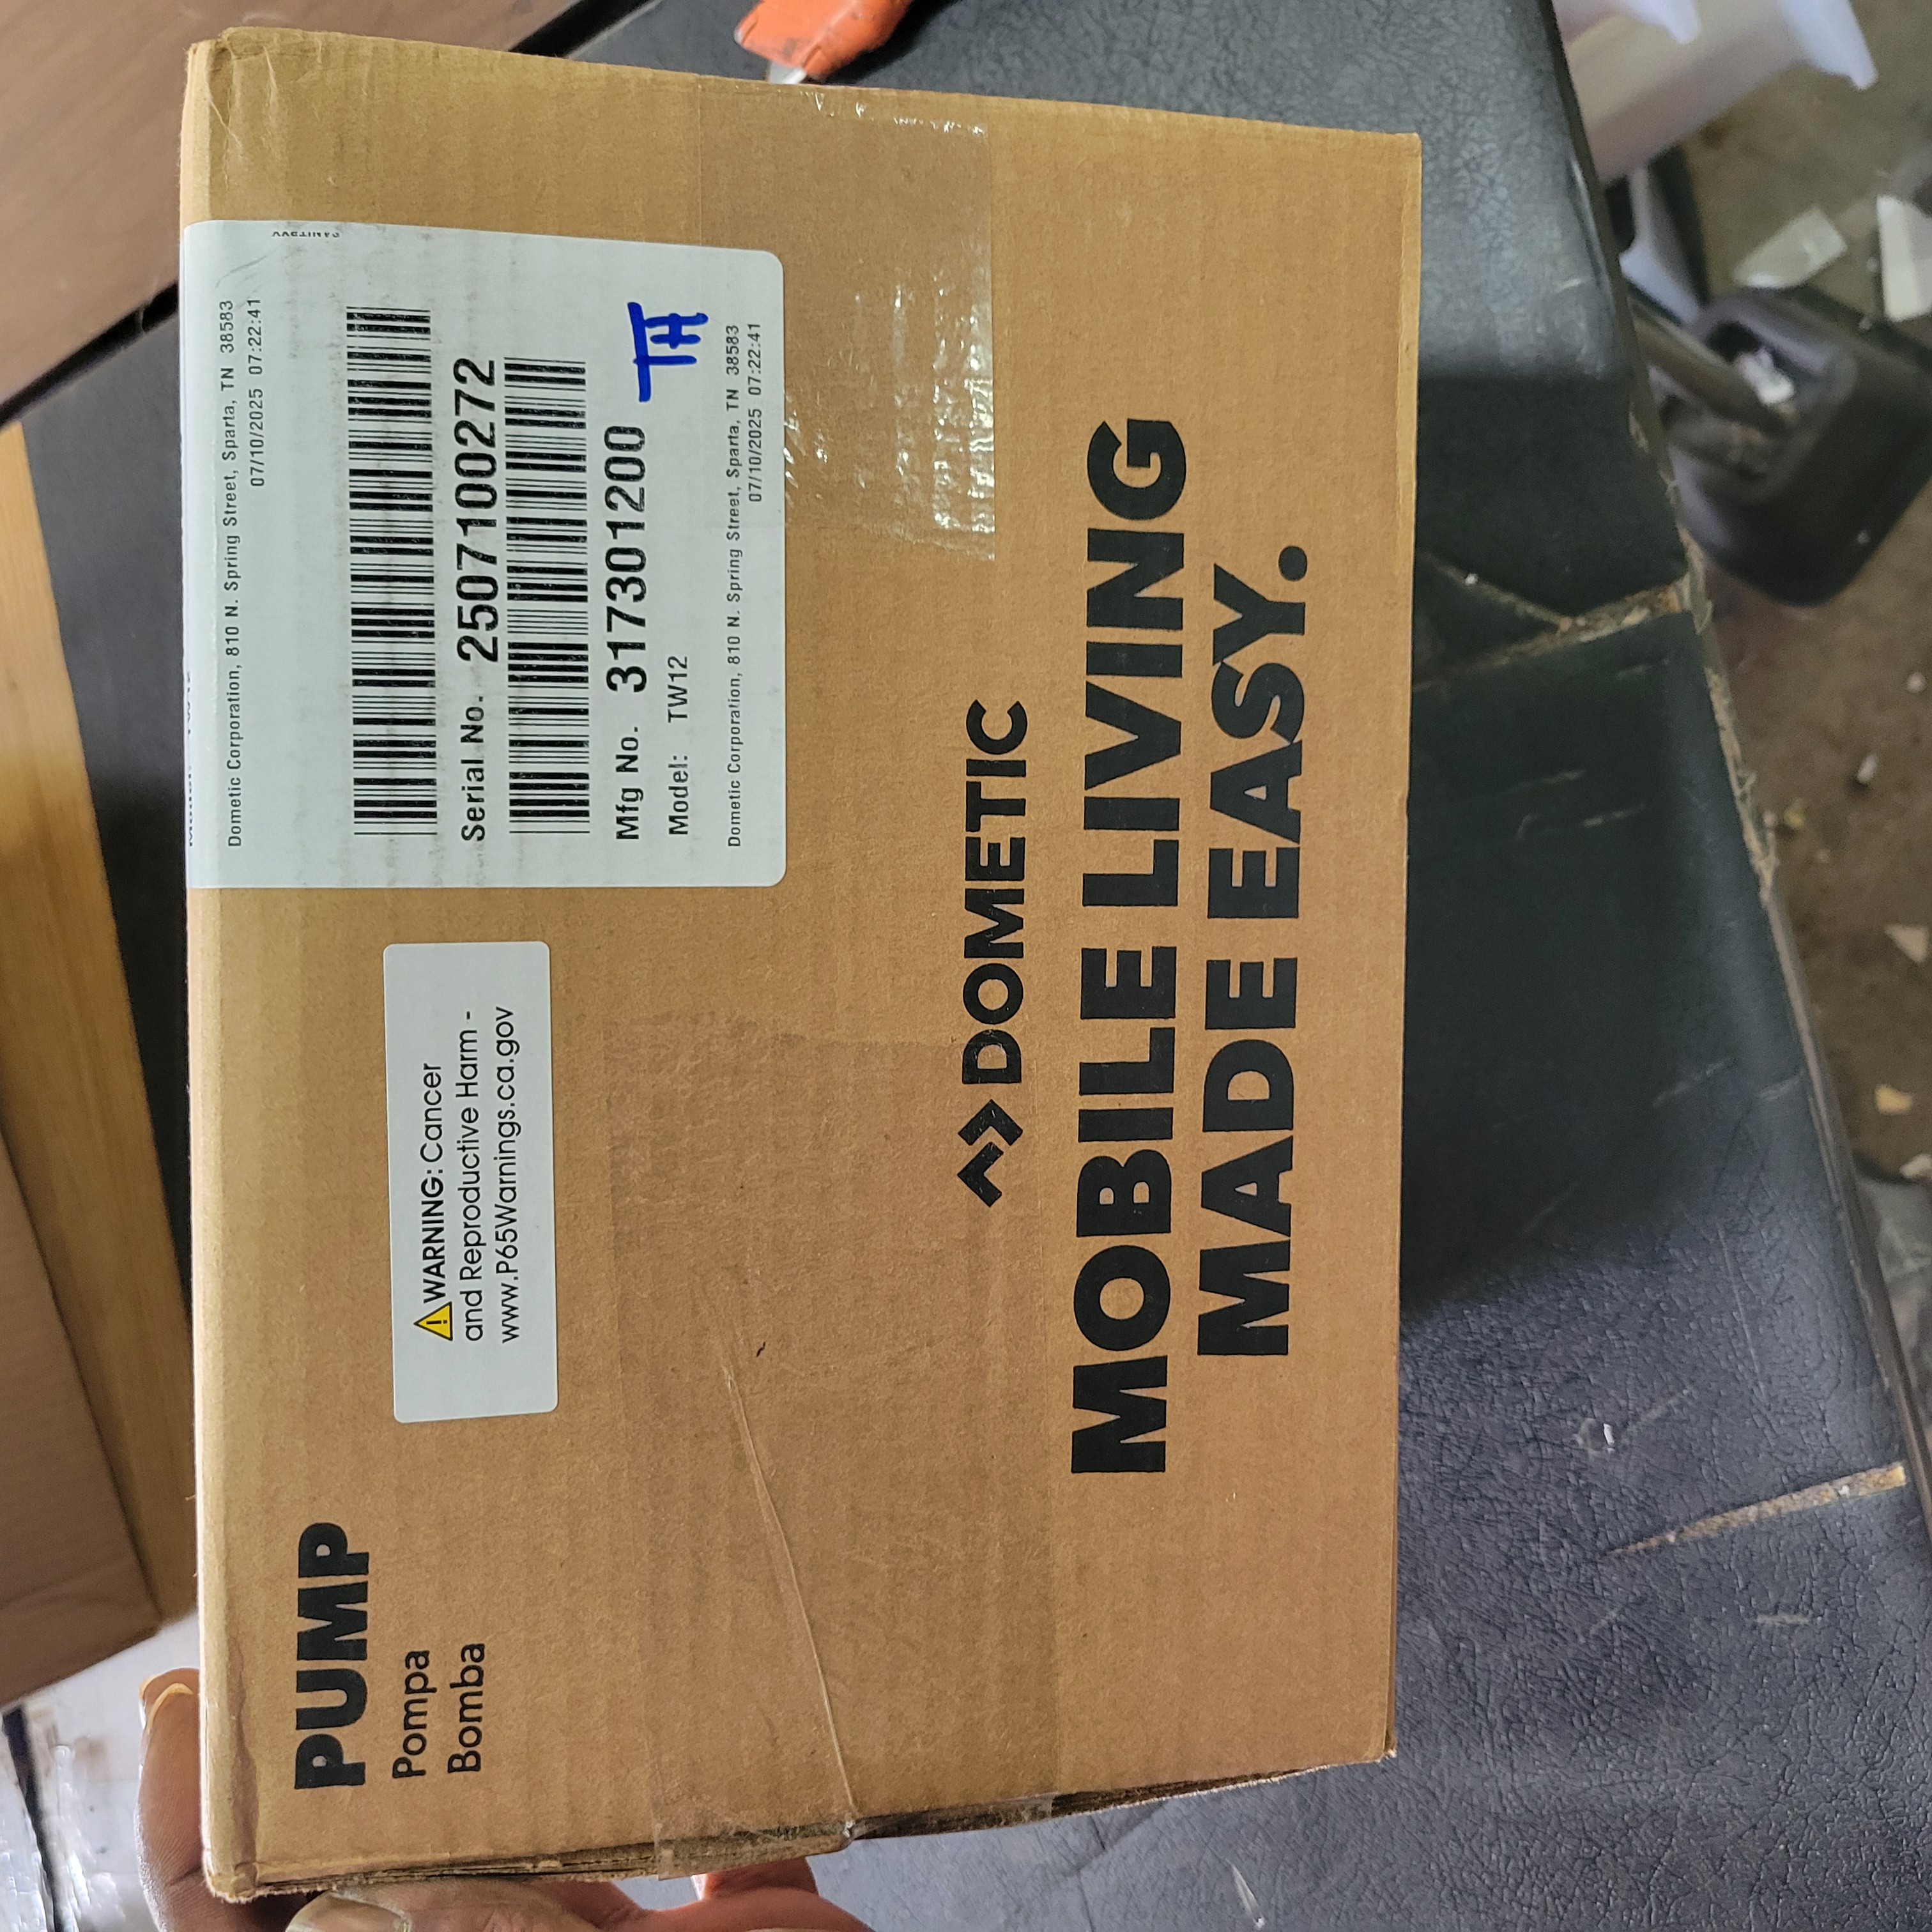 PUMP
Pompa
Bomba
WARNING: Cancer
and Reproductive Harm -
www.P65Warnings.ca.gov
Dometic Corporation, 810 N. Spring Street, Sparta, TN 38583
07/10/2025 07:22:41
Serial No. 2507100272
Mfg No. 317301200
TH
Model: TW12
Dometic Corporation, 810 N. Spring Street, Sparta, TN 38583
07/10/2025 07:22:41
DOMETIC
MOBILE LIVING
MADE EASY.